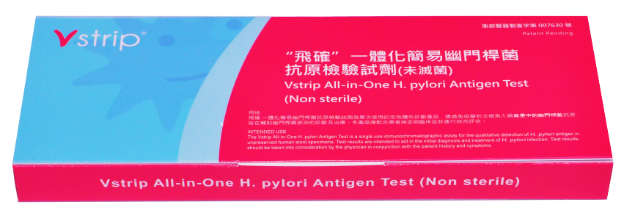 Vstrip®
衛部醫器製壹字第 007630 號
Patent Pending
“飛確”一體化簡易幽門桿菌
抗原檢驗試劑(未滅菌)
Vstrip All-in-One H. pylori Antigen Test
(Non sterile)
用途
INTENDED USE
The Vstrip All-in-One H. pylori Antigen Test is a single use immunochromatographic assay for the qualitative detection of H. pylori antigen in
unpreserved human stool specimens. Test results are intended to aid in the initial diagnosis and treatment of H. pylori infection. Test results
should be taken into consideration by the physician in conjunction with the patient history and symptoms
Vstrip All-in-One H. pylori Antigen Test (Non sterile)